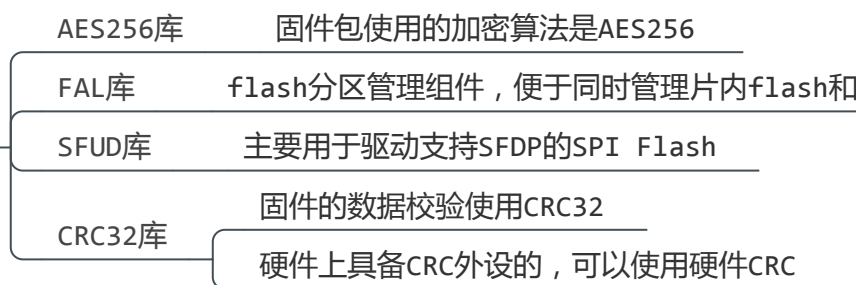 AES256库 固件包使用的加密算法是AES256
FAL库 flash分区管理组件，便于同时管理片内flash和
SFUD库 主要用于驱动支持SFDP的SPI Flash
固件的数据校验使用CRC32
CRC32库
硬件上具备CRC外设的，可以使用硬件CRC